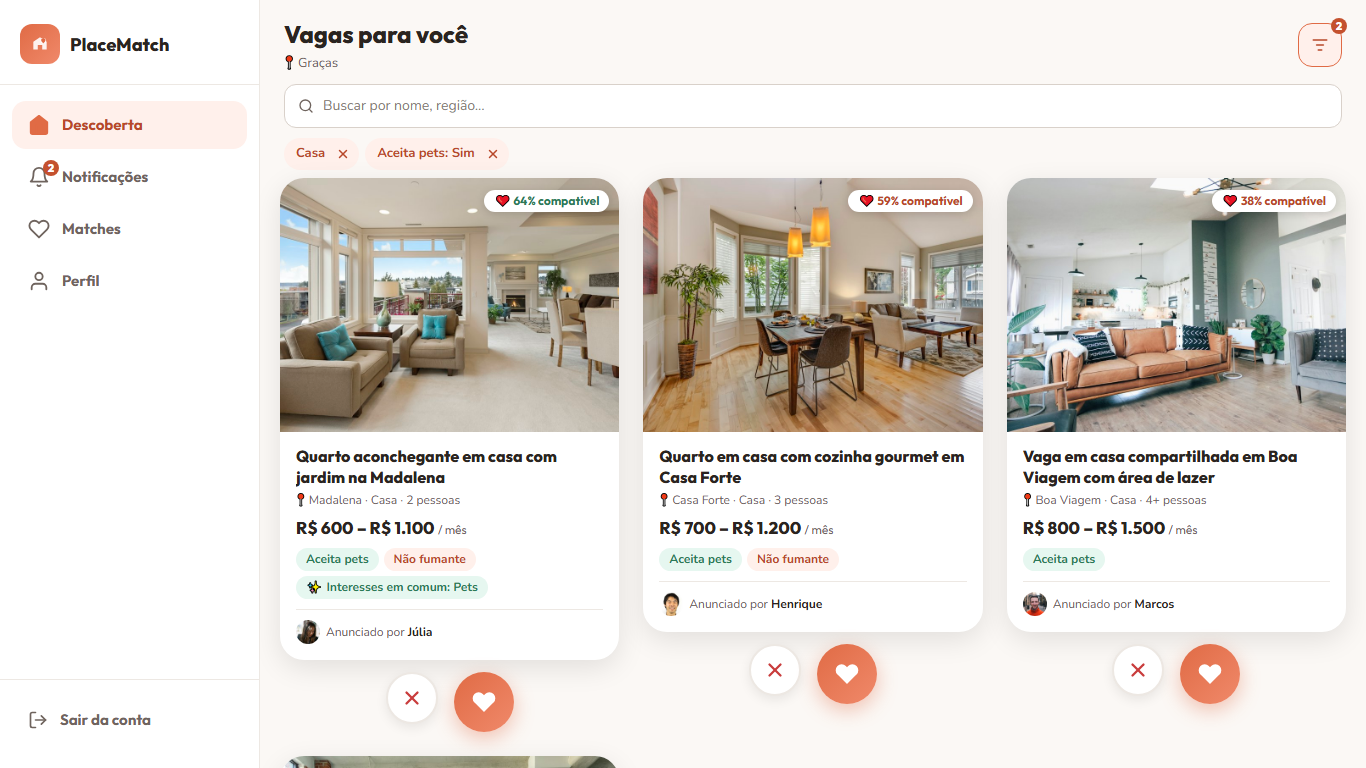 PlaceMatch
Descoberta
2
Notificações
Matches
Perfil
Sair da conta
Vagas para você
Graças
2
Buscar por nome, região...
Casa
Aceita pets: Sim
64% compatível
Quarto aconchegante em casa com
jardim na Madalena
Madalena · Casa · 2 pessoas
R$ 600 – R$ 1.100 / mês
Aceita pets
Não fumante
Interesses em comum: Pets
Anunciado por Júlia
59% compatível
Quarto em casa com cozinha gourmet em
Casa Forte
Casa Forte · Casa · 3 pessoas
R$ 700 – R$ 1.200 / mês
Aceita pets
Não fumante
Anunciado por Henrique
38% compatível
Vaga em casa compartilhada em Boa
Viagem com área de lazer
Boa Viagem · Casa · 4+ pessoas
R$ 800 – R$ 1.500 / mês
Aceita pets
Anunciado por Marcos